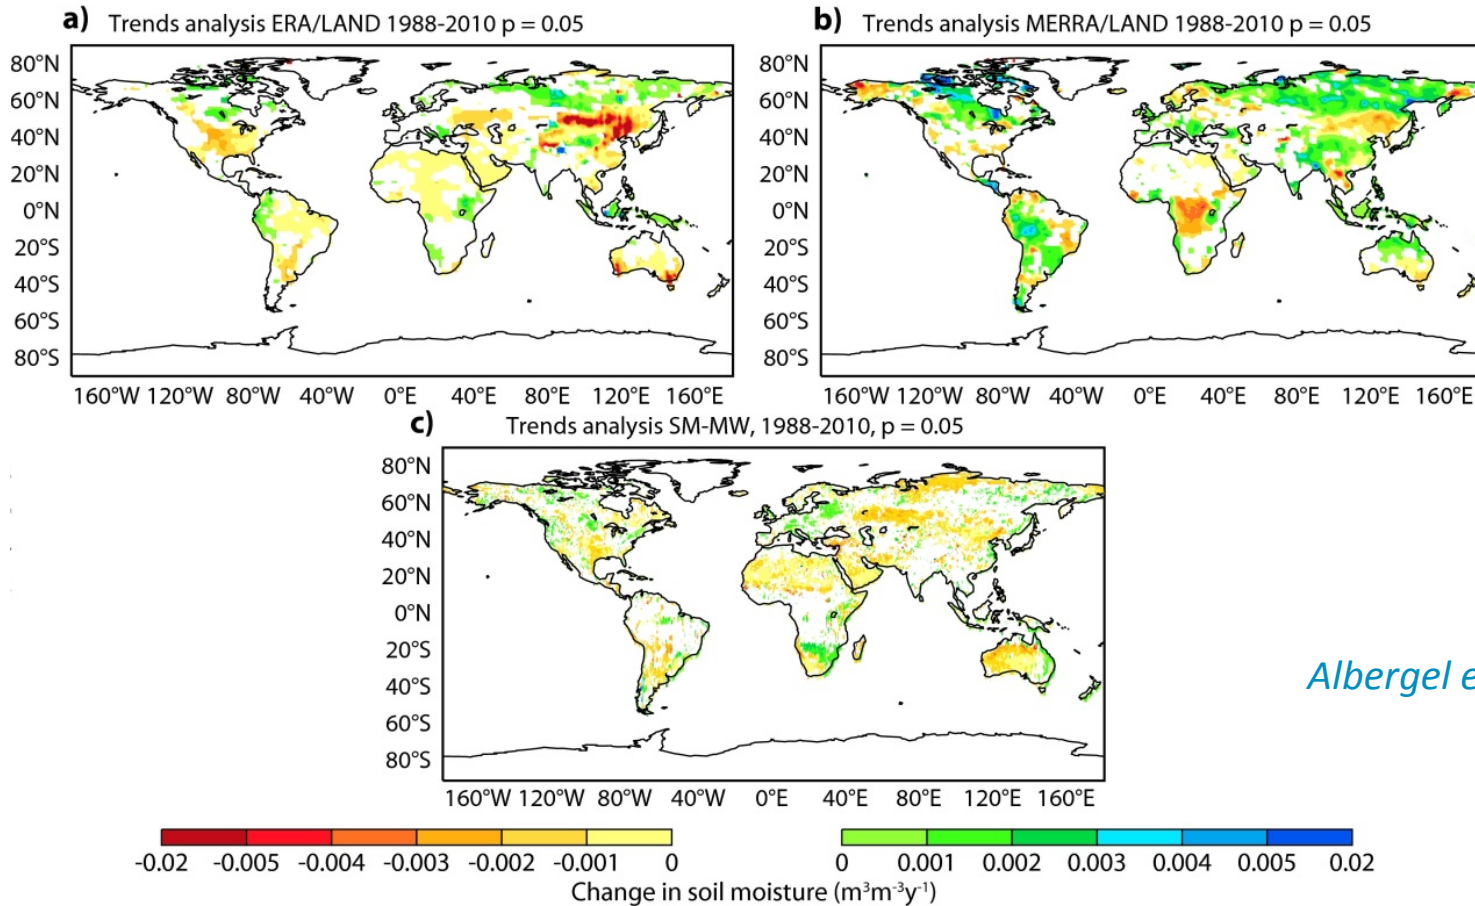 a) Trends analysis ERA/LAND 1988-2010 p = 0.05
80°N
60°N
40°N
20°N
0°N
20°S
40°S
60°S
80°S
160°W 120°W 80°W 40°W 0°E 40°E 80°E 120°E 160°E
b) Trends analysis MERRA/LAND 1988-2010 p = 0.05
80°N
60°N
40°N
20°N
0°N
20°S
40°S
60°S
80°S
160°W 120°W 80°W 40°W 0°E 40°E 80°E 120°E 160°E
c) Trends analysis SM-MW, 1988-2010, p = 0.05
80°N
60°N
40°N
20°N
0°N
20°S
40°S
60°S
80°S
160°W 120°W 80°W 40°W 0°E 40°E 80°E 120°E 160°E
Albergel e
-0.02 -0.005 -0.004 -0.003 -0.002 -0.001 0 0 0.001 0.002 0.003 0.004 0.005 0.02
Change in soil moisture (m³m⁻³y⁻¹)